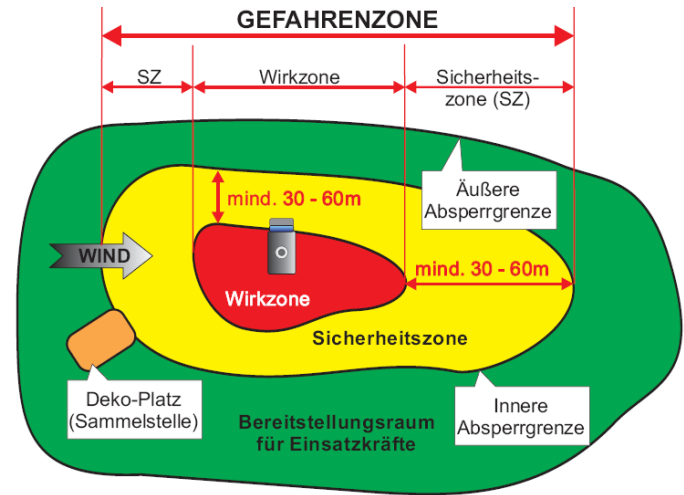 GEFAHRENZONE
SZ
Wirkzone
Sicherheits-
zone (SZ)
Äußere
Absperrgrenze
mind. 30 - 60m
WIND
mind. 30 - 60m
Wirkzone
Sicherheitszone
Deko-Platz
(Sammelstelle)
Innere
Absperrgrenze
Bereitstellungsraum
für Einsatzkräfte